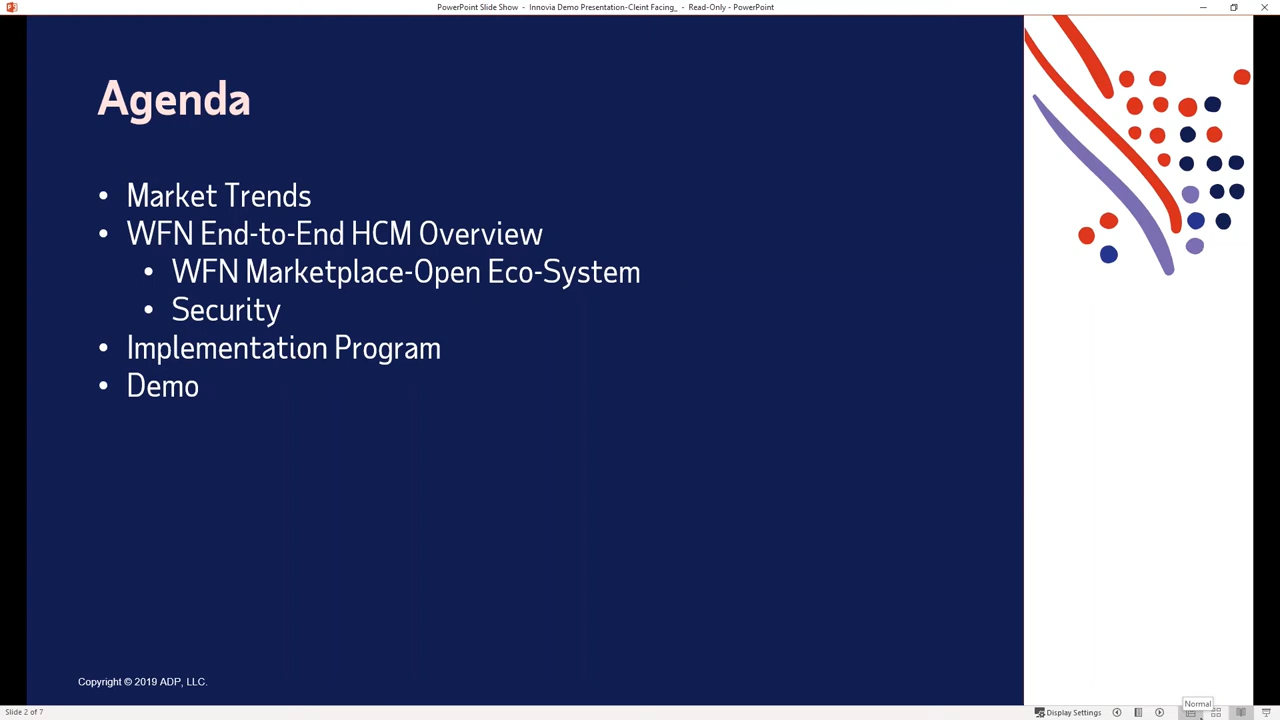 PowerPoint Slide Show - Innovia Demo Presentation-Cleint Facing_ - Read-Only - PowerPoint
Agenda
• Market Trends
• WFN End-to-End HCM Overview
• WFN Marketplace-Open Eco-System
• Security
• Implementation Program
• Demo
Copyright © 2019 ADP, LLC.
Normal
Slide 2 of 7
Display Settings